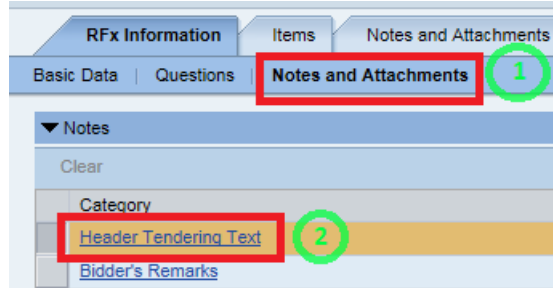 RFx Information Items Notes and Attachments
Basic Data | Questions | Notes and Attachments 1
Notes
Clear
Category
Header Tendering Text 2
Bidder's Remarks